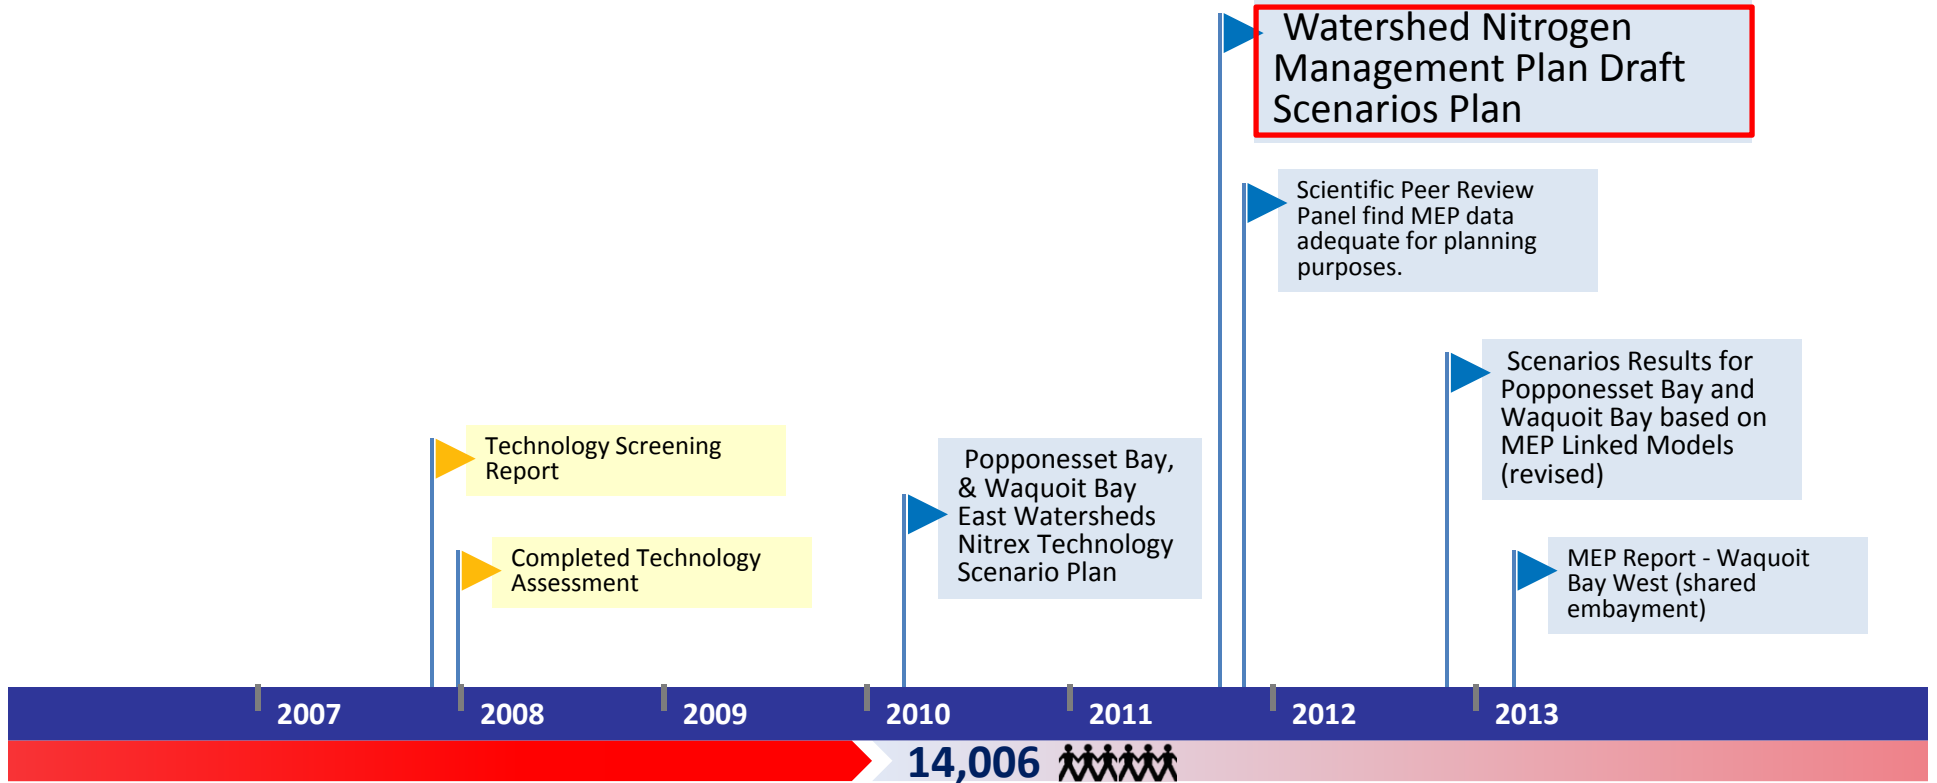 Watershed Nitrogen
Management Plan Draft
Scenarios Plan
Scientific Peer Review
Panel find MEP data
adequate for planning
purposes.
Scenarios Results for
Popponesset Bay and
Waquoit Bay based on
MEP Linked Models
(revised)
Technology Screening
Report
Popponesset Bay,
& Waquoit Bay
East Watersheds
Nitrex Technology
Scenario Plan
Completed Technology
Assessment
MEP Report - Waquoit
Bay West (shared
embayment)
2007
2008
2009
2010
2011
2012
2013
14,006